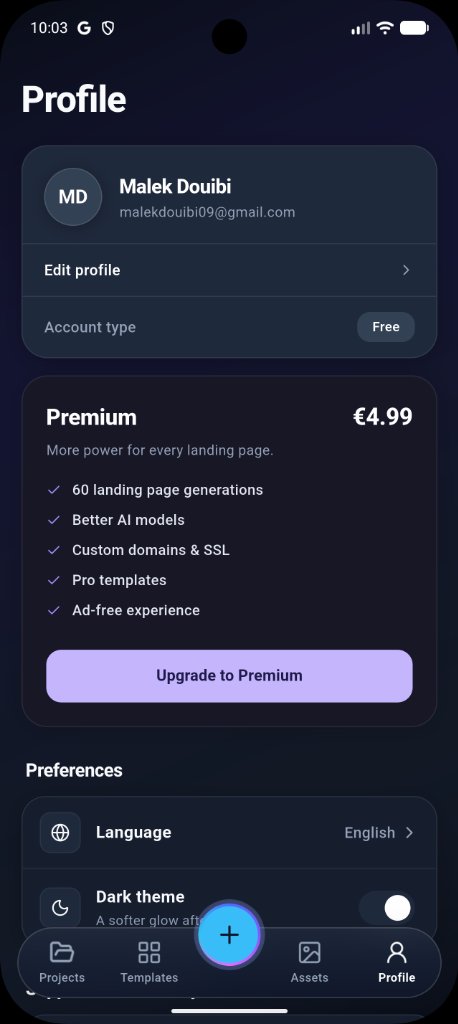 10:03
Profile
MD
Malek Douibi
malekdouibi09@gmail.com
Edit profile
Account type
Free
Premium
€4.99
More power for every landing page.
60 landing page generations
Better AI models
Custom domains & SSL
Pro templates
Ad-free experience
Upgrade to Premium
Preferences
Language
English
Dark theme
A softer glow
Projects
Templates
Assets
Profile